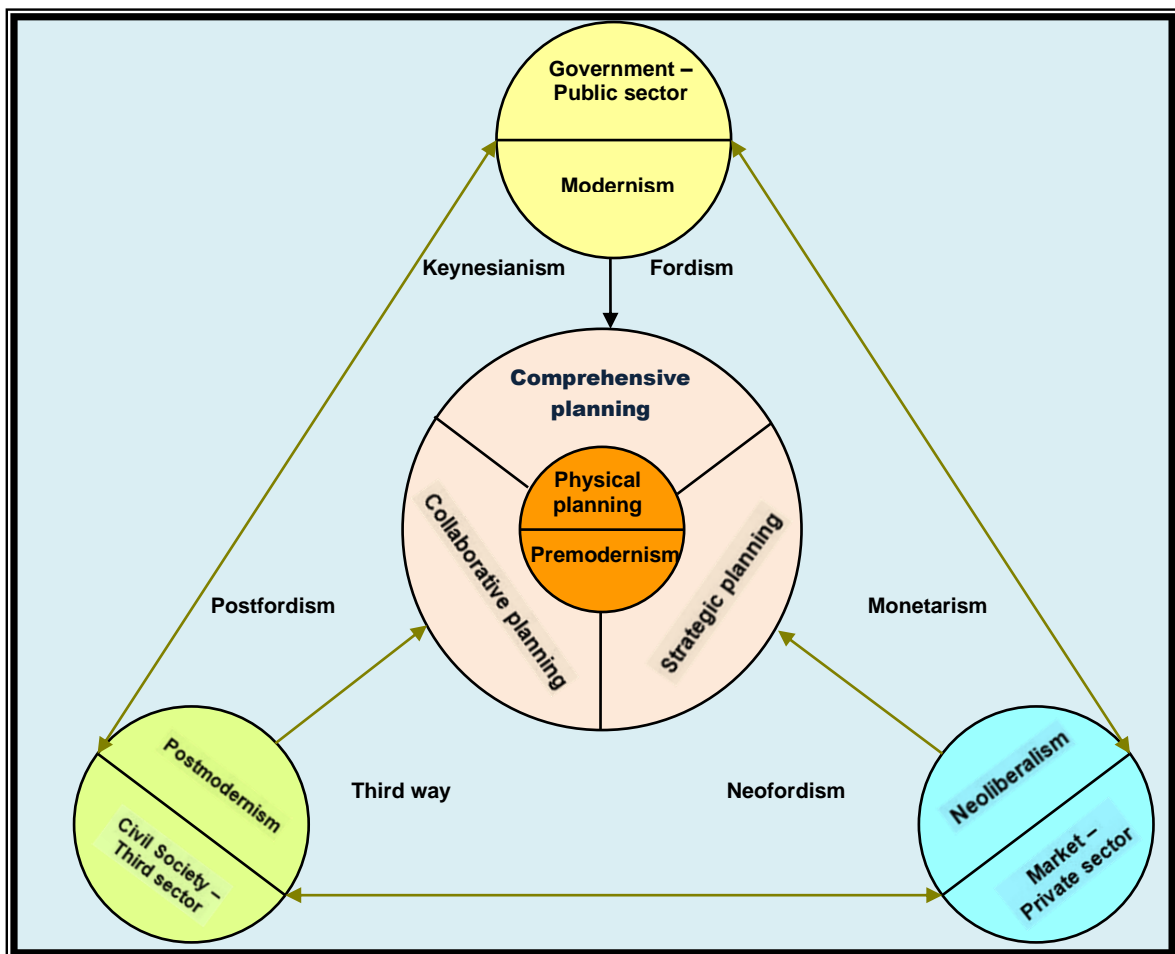 Government –
Public sector
Modernism
Keynesianism
Fordism
Comprehensive
planning
Physical
planning
Premodernism
Collaborative planning
Strategic planning
Postfordism
Monetarism
Postmodernism
Civil Society –
Third sector
Third way
Neofordism
Neoliberalism
Market –
Private sector